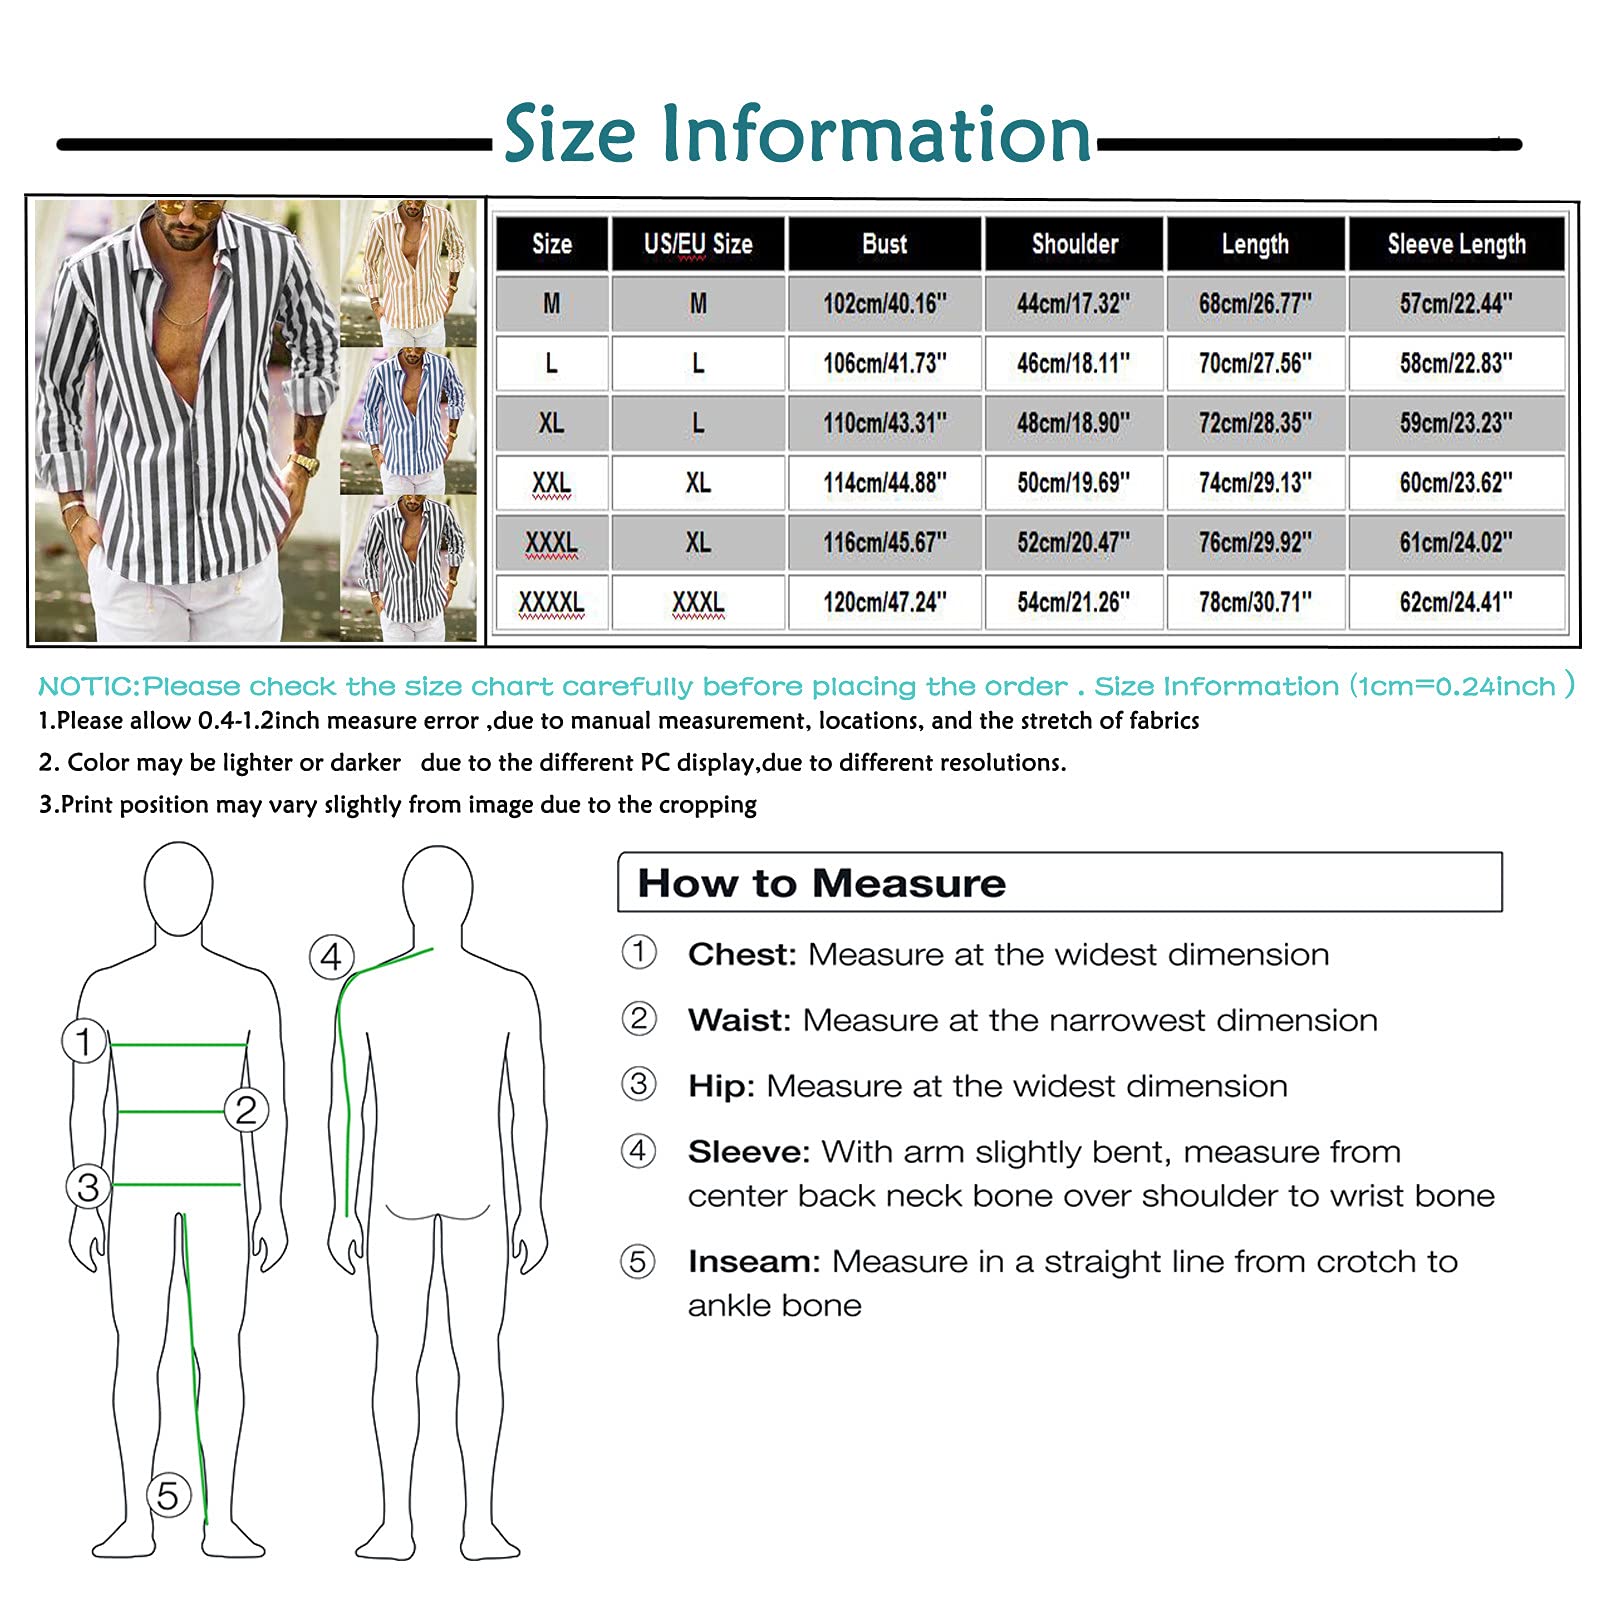 Size Information
Size US/EU Size Bust Shoulder Length Sleeve Length
M M 102cm/40.16" 44cm/17.32" 68cm/26.77" 57cm/22.44"
L L 106cm/41.73" 46cm/18.11" 70cm/27.56" 58cm/22.83"
XL L 110cm/43.31" 48cm/18.90" 72cm/28.35" 59cm/23.23"
XXL XL 114cm/44.88" 50cm/19.69" 74cm/29.13" 60cm/23.62"
XXXL XL 116cm/45.67" 52cm/20.47" 76cm/29.92" 61cm/24.02"
XXXXL XXXL 120cm/47.24" 54cm/21.26" 78cm/30.71" 62cm/24.41"
NOTIC:Please check the size chart carefully before placing the order . Size Information (1cm=0.24inch )
1.Please allow 0.4-1.2inch measure error ,due to manual measurement, locations, and the stretch of fabrics
2. Color may be lighter or darker due to the different PC display,due to different resolutions.
3.Print position may vary slightly from image due to the cropping
1
2
3
4
5
How to Measure
1 Chest: Measure at the widest dimension
2 Waist: Measure at the narrowest dimension
3 Hip: Measure at the widest dimension
4 Sleeve: With arm slightly bent, measure from
center back neck bone over shoulder to wrist bone
5 Inseam: Measure in a straight line from crotch to
ankle bone